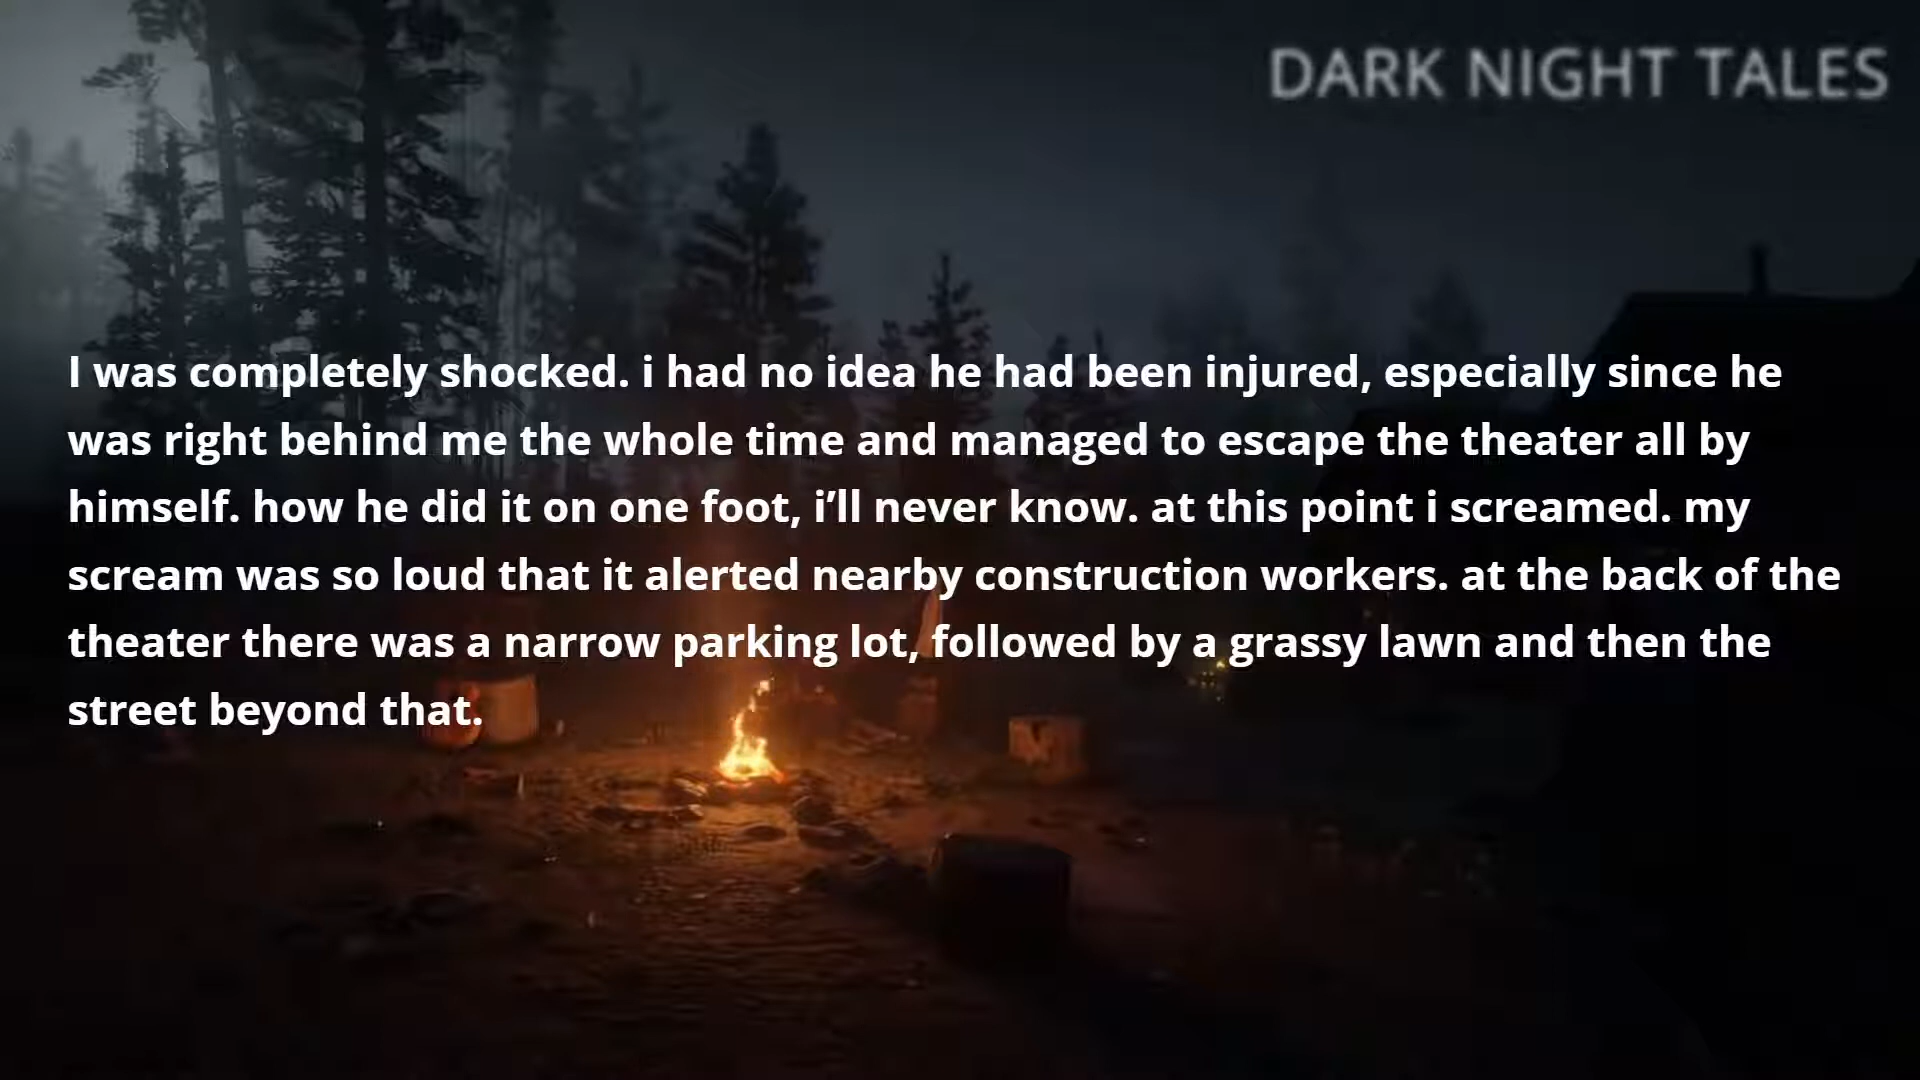 DARK NIGHT TALES
I was completely shocked. i had no idea he had been injured, especially since he
was right behind me the whole time and managed to escape the theater all by
himself. how he did it on one foot, i’ll never know. at this point i screamed. my
scream was so loud that it alerted nearby construction workers. at the back of the
theater there was a narrow parking lot, followed by a grassy lawn and then the
street beyond that.